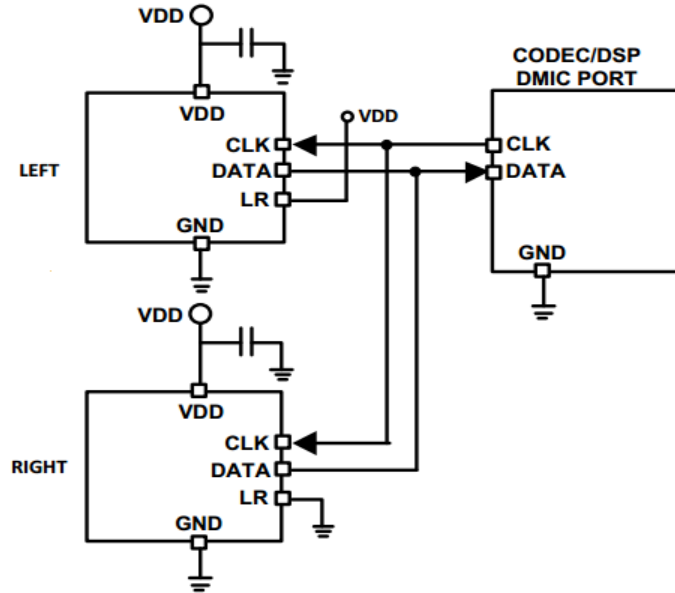 VDD
CODEC/DSP
DMIC PORT
VDD
VDD
CLK
CLK
LEFT
DATA
DATA
LR
GND
GND
VDD
VDD
CLK
RIGHT
DATA
LR
GND